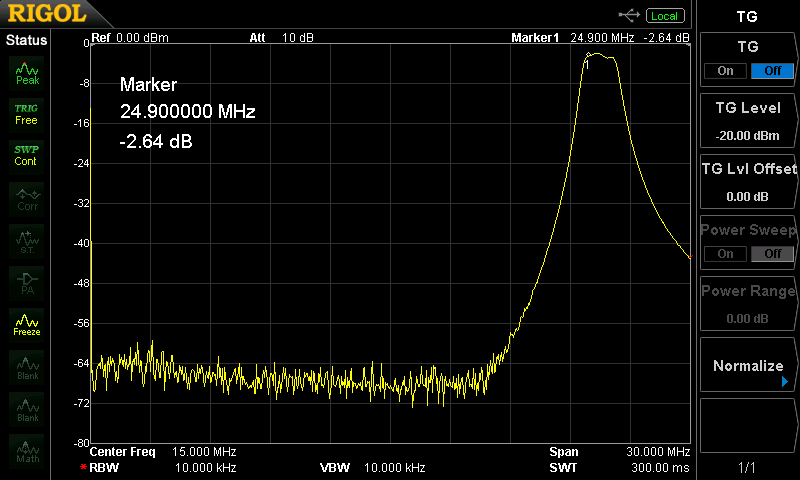 RIGOL
Local
TG
Status
Ref 0.00 dBm Att 10 dB Marker1 24.900 MHz -2.64 dB
Peak
TRIG
Free
SWP
Cont
Corr
S.T.
PA
Freeze
Blank
Blank
Math
0
-8
-16
-24
-32
-40
-48
-56
-64
-72
-80
Marker
24.900000 MHz
-2.64 dB
1
Center Freq 15.000 MHz Span 30.000 MHz
*RBW 10.000 kHz VBW 10.000 kHz SWT 300.00 ms
TG
On Off
TG Level
-20.00 dBm
TG Lvl Offset
0.00 dB
Power Sweep
On Off
Power Range
0.00 dB
Normalize
1/1